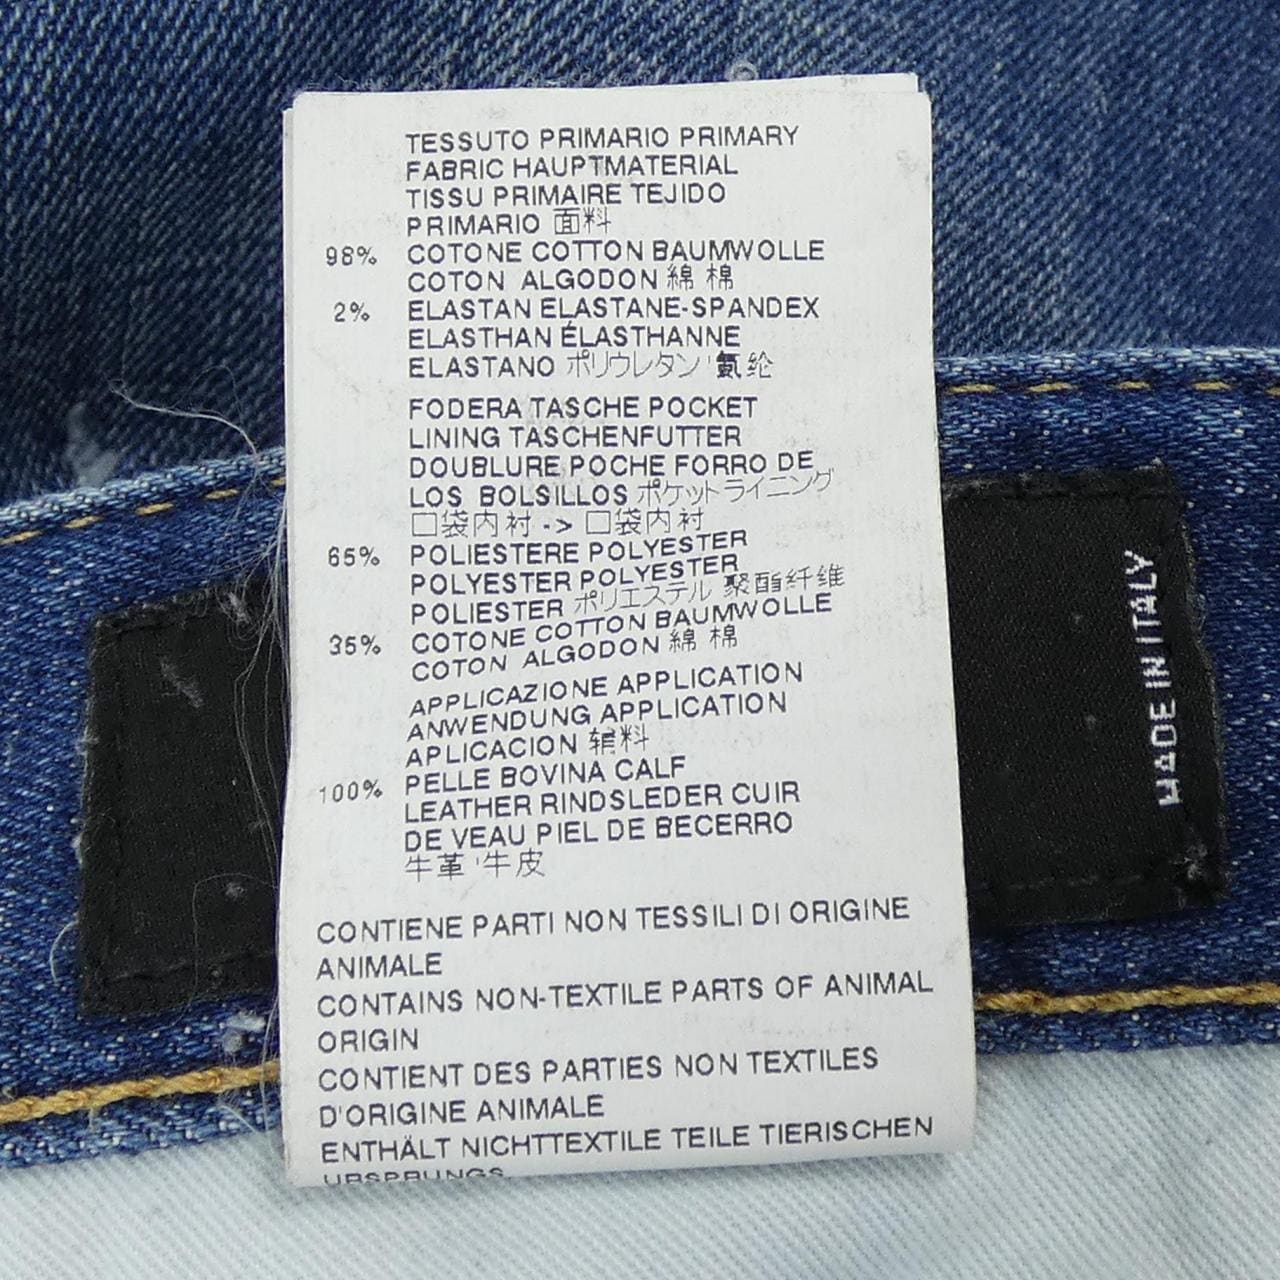 TESSUTO PRIMARIO PRIMARY
FABRIC HAUPTMATERIAL
TISSU PRIMAIRE TEJIDO
PRIMARIO 面料
98% COTONE COTTON BAUMWOLLE
COTON ALGODON 綿 棉
2% ELASTAN ELASTANE-SPANDEX
ELASTHAN ÉLASTHANNE
ELASTANO ポリウレタン 氨纶
FODERA TASCHE POCKET
LINING TASCHENFUTTER
DOUBLURE POCHE FORRO DE
LOS BOLSILLOS ポケットライニング
口袋内衬 -> 口袋内衬
65% POLIESTERE POLYESTER
POLYESTER POLYESTER
POLIESTER ポリエステル 聚酯纤维
35% COTONE COTTON BAUMWOLLE
COTON ALGODON 綿 棉
APPLICAZIONE APPLICATION
ANWENDUNG APPLICATION
APLICACION 辅料
100% PELLE BOVINA CALF
LEATHER RINDSLEDER CUIR
DE VEAU PIEL DE BECERRO
牛革 牛皮
CONTIENE PARTI NON TESSILI DI ORIGINE
ANIMALE
CONTAINS NON-TEXTILE PARTS OF ANIMAL
ORIGIN
CONTIENT DES PARTIES NON TEXTILES
D'ORIGINE ANIMALE
ENTHÄLT NICHTTEXTILE TEILE TIERISCHEN
URSPRUNGS
MADE IN ITALY